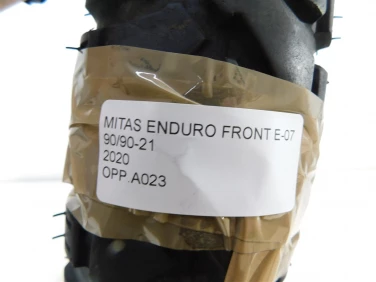 MITAS ENDURO FRONT E-07
90/90-21
2020
OPP.A023